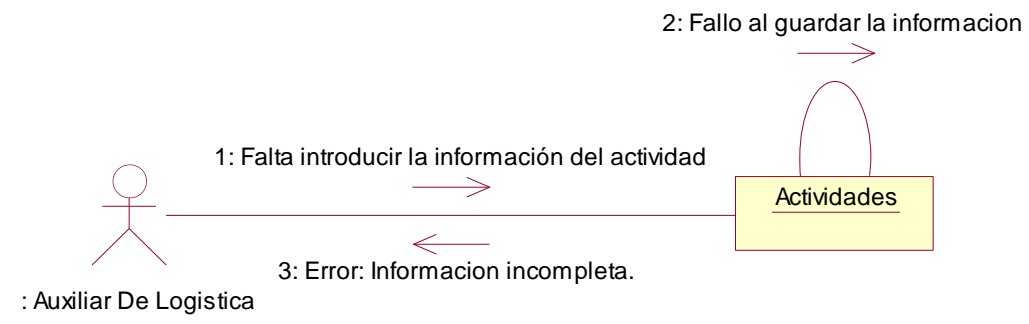 2: Fallo al guardar la informacion
1: Falta introducir la información del actividad
Actividades
3: Error: Informacion incompleta.
: Auxiliar De Logistica